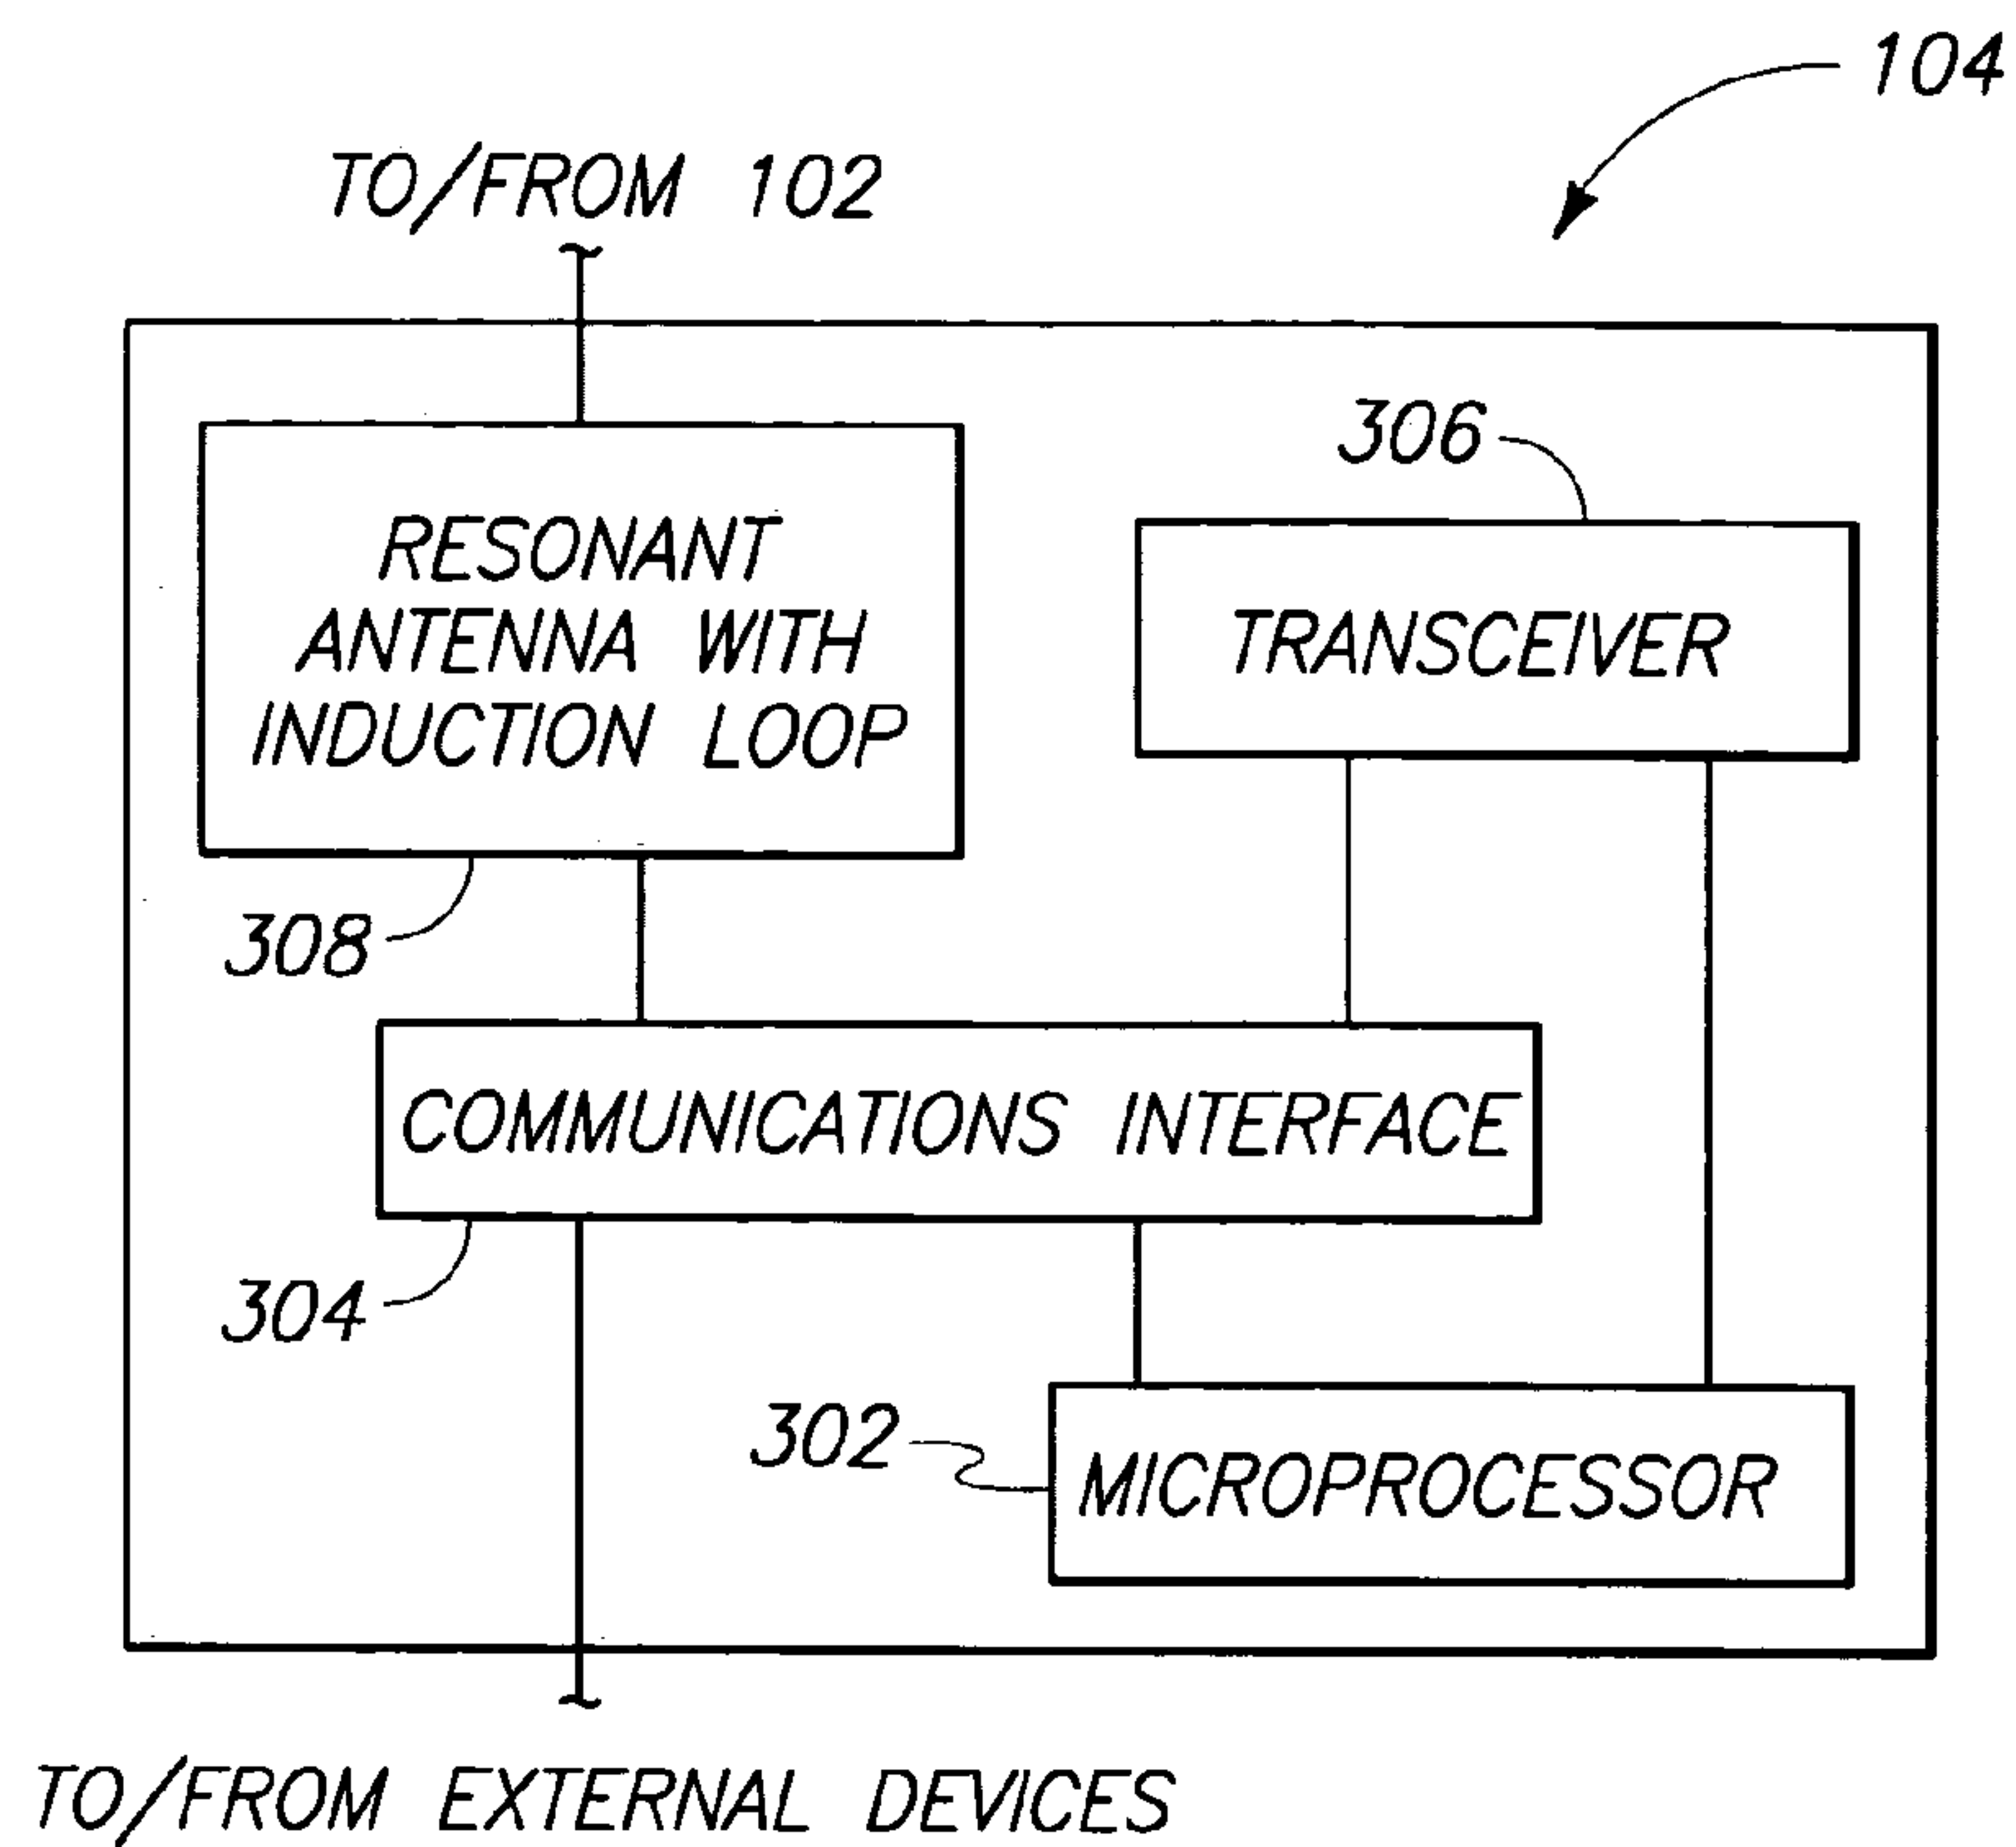 104
TO/FROM 102
306
RESONANT
ANTENNA WITH
INDUCTION LOOP
TRANSCEIVER
308
COMMUNICATIONS INTERFACE
304
302
MICROPROCESSOR
TO/FROM EXTERNAL DEVICES